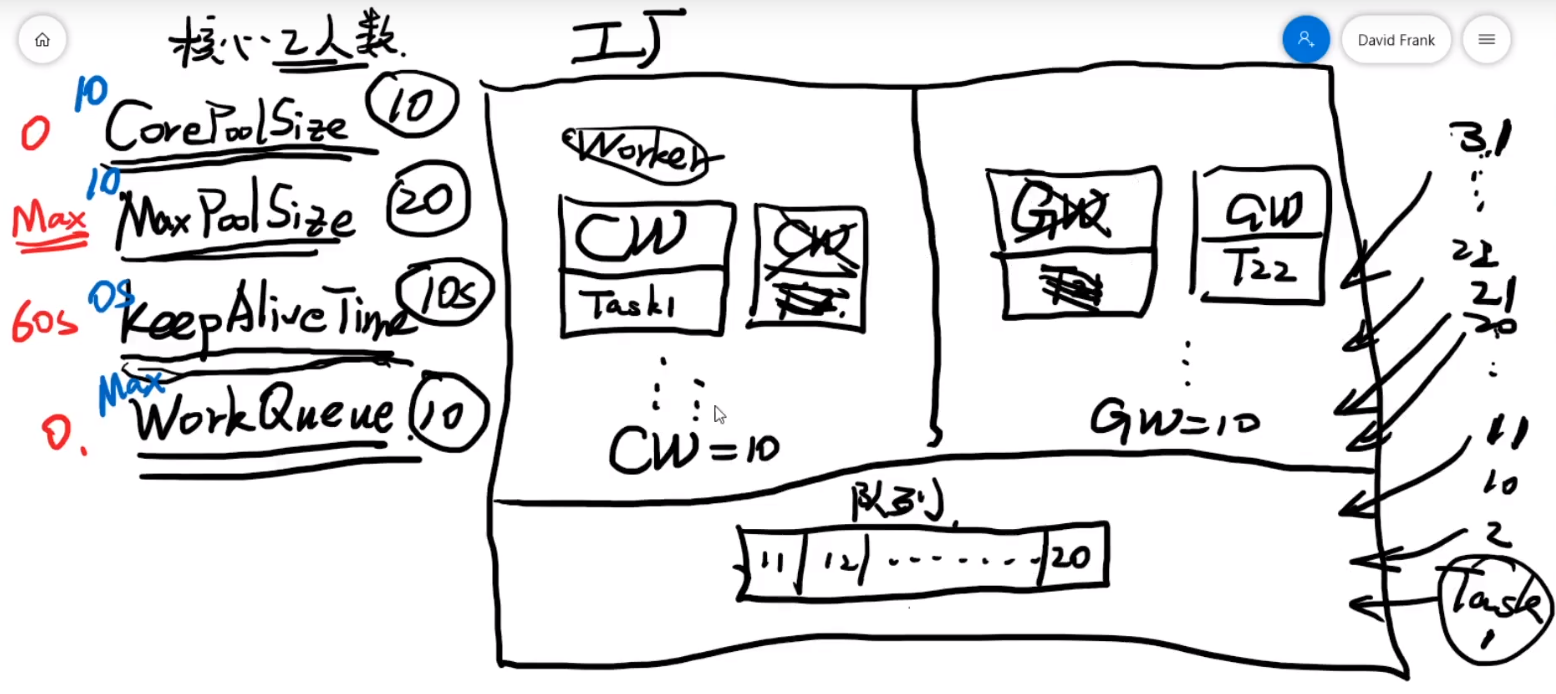 核心工人数.
工厂
David Frank
10
0 CorePoolSize 10
10
Max MaxPoolSize 20
0s
60s KeepAliveTime 10s
Max
0. WorkQueue 10
Worker
CW
Task1
CW
GW
GW
T22
CW=10
GW=10
队列
11 12 ....... 20
31
22
21
20
11
10
2
Task
1